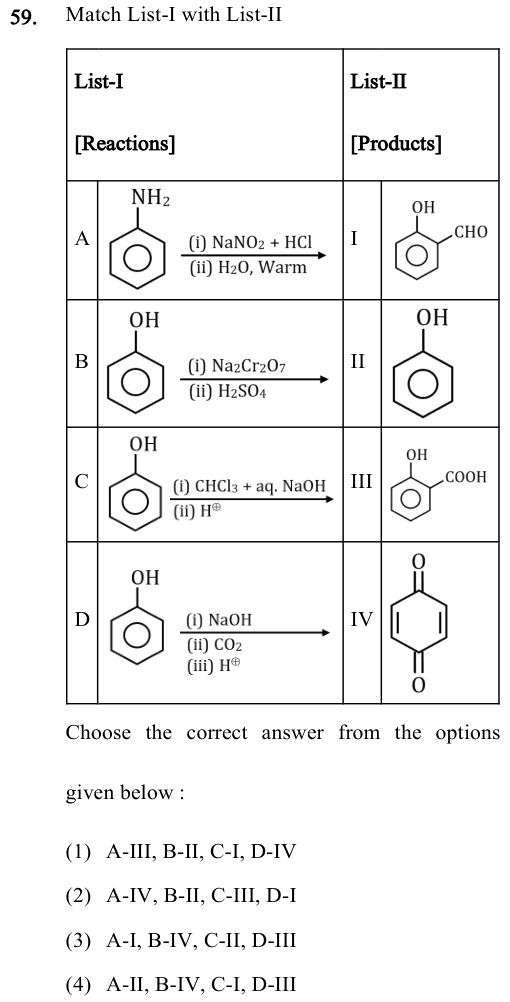 59. Match List-I with List-II
List-I List-II
[Reactions] [Products]
A NH₂ (i) NaNO₂ + HCl I OH CHO
(ii) H₂O, Warm
B OH (i) Na₂Cr₂O₇ II OH
(ii) H₂SO₄
C OH (i) CHCl₃ + aq. NaOH III OH COOH
(ii) H⊕
D OH (i) NaOH IV O
(ii) CO₂
(iii) H⊕ O
Choose the correct answer from the options
given below :
(1) A-III, B-II, C-I, D-IV
(2) A-IV, B-II, C-III, D-I
(3) A-I, B-IV, C-II, D-III
(4) A-II, B-IV, C-I, D-III